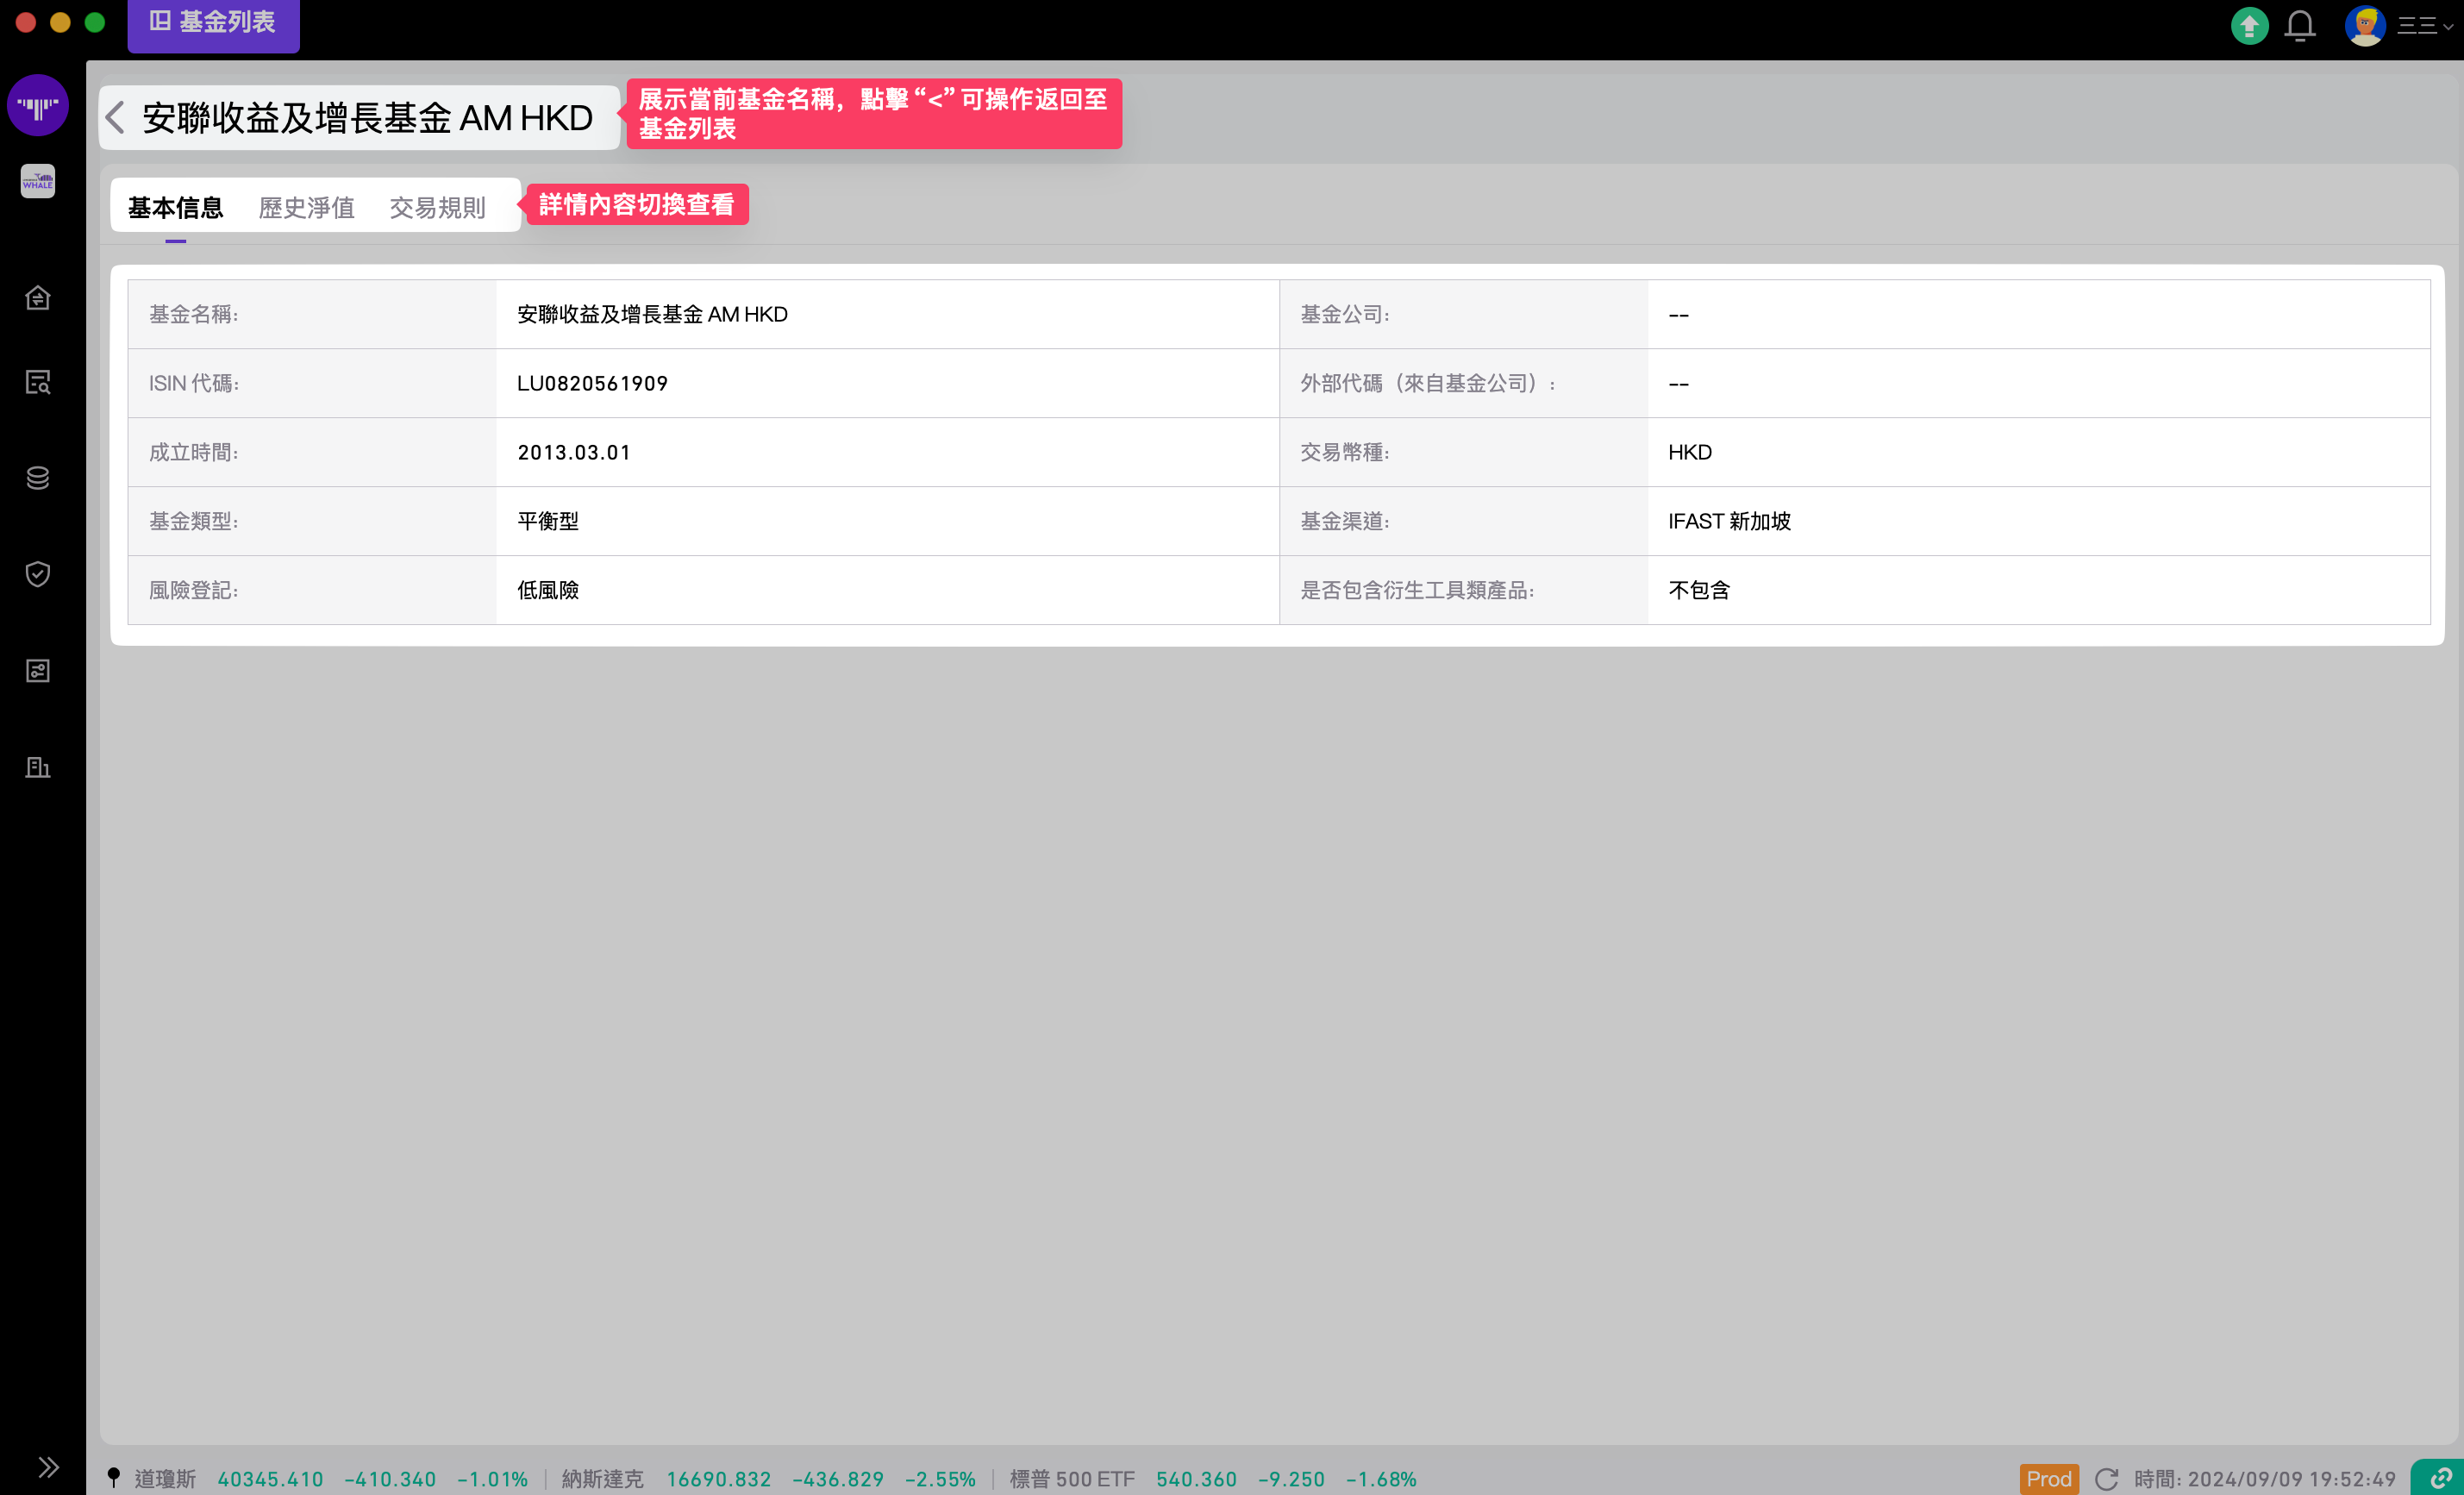 基金列表
三三
WHALE
安聯收益及增長基金 AM HKD
展示當前基金名稱，點擊“<”可操作返回至
基金列表
基本信息 歷史淨值 交易規則
詳情內容切換查看
基金名稱: 安聯收益及增長基金 AM HKD 基金公司: --
ISIN 代碼: LU0820561909 外部代碼（來自基金公司）: --
成立時間: 2013.03.01 交易幣種: HKD
基金類型: 平衡型 基金渠道: IFAST 新加坡
風險登記: 低風險 是否包含衍生工具類產品: 不包含
道瓊斯 40345.410 -410.340 -1.01% 納斯達克 16690.832 -436.829 -2.55% 標普 500 ETF 540.360 -9.250 -1.68% Prod 時間: 2024/09/09 19:52:49